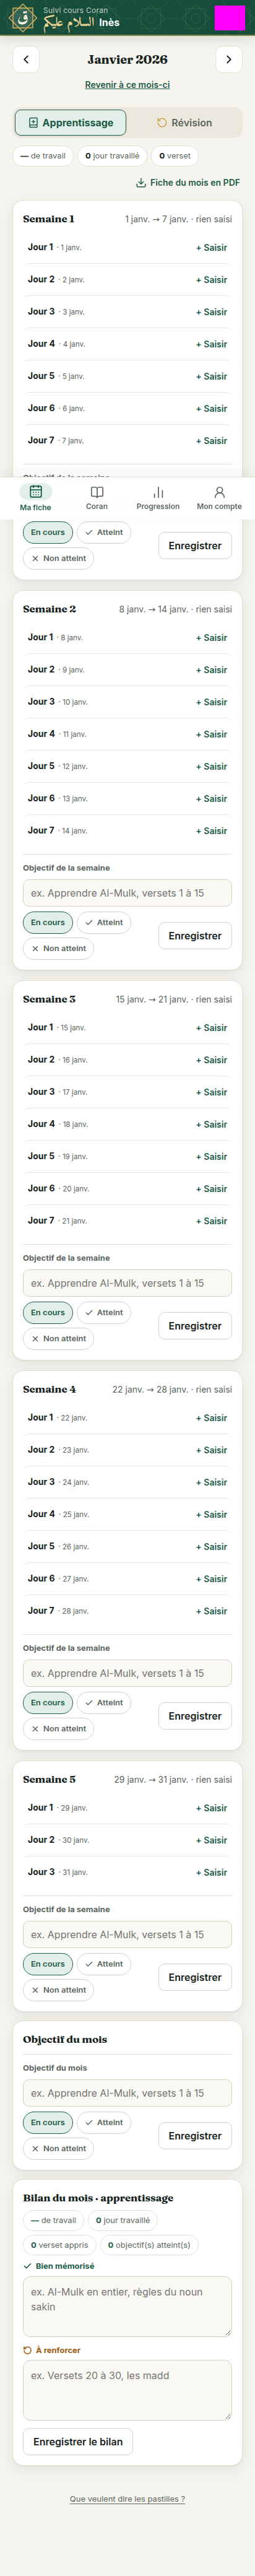 Suivi cours Coran
السلام عليكم Inès
Janvier 2026
Revenir à ce mois-ci
Apprentissage
Révision
— de travail
0 jour travaillé
0 verset
Fiche du mois en PDF
Semaine 1
1 janv. → 7 janv. · rien saisi
Jour 1 · 1 janv. + Saisir
Jour 2 · 2 janv. + Saisir
Jour 3 · 3 janv. + Saisir
Jour 4 · 4 janv. + Saisir
Jour 5 · 5 janv. + Saisir
Jour 6 · 6 janv. + Saisir
Jour 7 · 7 janv. + Saisir
Ma fiche
Coran
Progression
Mon compte
En cours
Atteint
Non atteint
Enregistrer
Semaine 2
8 janv. → 14 janv. · rien saisi
Jour 1 · 8 janv. + Saisir
Jour 2 · 9 janv. + Saisir
Jour 3 · 10 janv. + Saisir
Jour 4 · 11 janv. + Saisir
Jour 5 · 12 janv. + Saisir
Jour 6 · 13 janv. + Saisir
Jour 7 · 14 janv. + Saisir
Objectif de la semaine
ex. Apprendre Al-Mulk, versets 1 à 15
En cours
Atteint
Non atteint
Enregistrer
Semaine 3
15 janv. → 21 janv. · rien saisi
Jour 1 · 15 janv. + Saisir
Jour 2 · 16 janv. + Saisir
Jour 3 · 17 janv. + Saisir
Jour 4 · 18 janv. + Saisir
Jour 5 · 19 janv. + Saisir
Jour 6 · 20 janv. + Saisir
Jour 7 · 21 janv. + Saisir
Objectif de la semaine
ex. Apprendre Al-Mulk, versets 1 à 15
En cours
Atteint
Non atteint
Enregistrer
Semaine 4
22 janv. → 28 janv. · rien saisi
Jour 1 · 22 janv. + Saisir
Jour 2 · 23 janv. + Saisir
Jour 3 · 24 janv. + Saisir
Jour 4 · 25 janv. + Saisir
Jour 5 · 26 janv. + Saisir
Jour 6 · 27 janv. + Saisir
Jour 7 · 28 janv. + Saisir
Objectif de la semaine
ex. Apprendre Al-Mulk, versets 1 à 15
En cours
Atteint
Non atteint
Enregistrer
Semaine 5
29 janv. → 31 janv. · rien saisi
Jour 1 · 29 janv. + Saisir
Jour 2 · 30 janv. + Saisir
Jour 3 · 31 janv. + Saisir
Objectif de la semaine
ex. Apprendre Al-Mulk, versets 1 à 15
En cours
Atteint
Non atteint
Enregistrer
Objectif du mois
Objectif du mois
ex. Apprendre Al-Mulk, versets 1 à 15
En cours
Atteint
Non atteint
Enregistrer
Bilan du mois · apprentissage
— de travail
0 jour travaillé
0 verset appris
0 objectif(s) atteint(s)
Bien mémorisé
ex. Al-Mulk en entier, règles du noun
sakin
À renforcer
ex. Versets 20 à 30, les madd
Enregistrer le bilan
Que veulent dire les pastilles ?